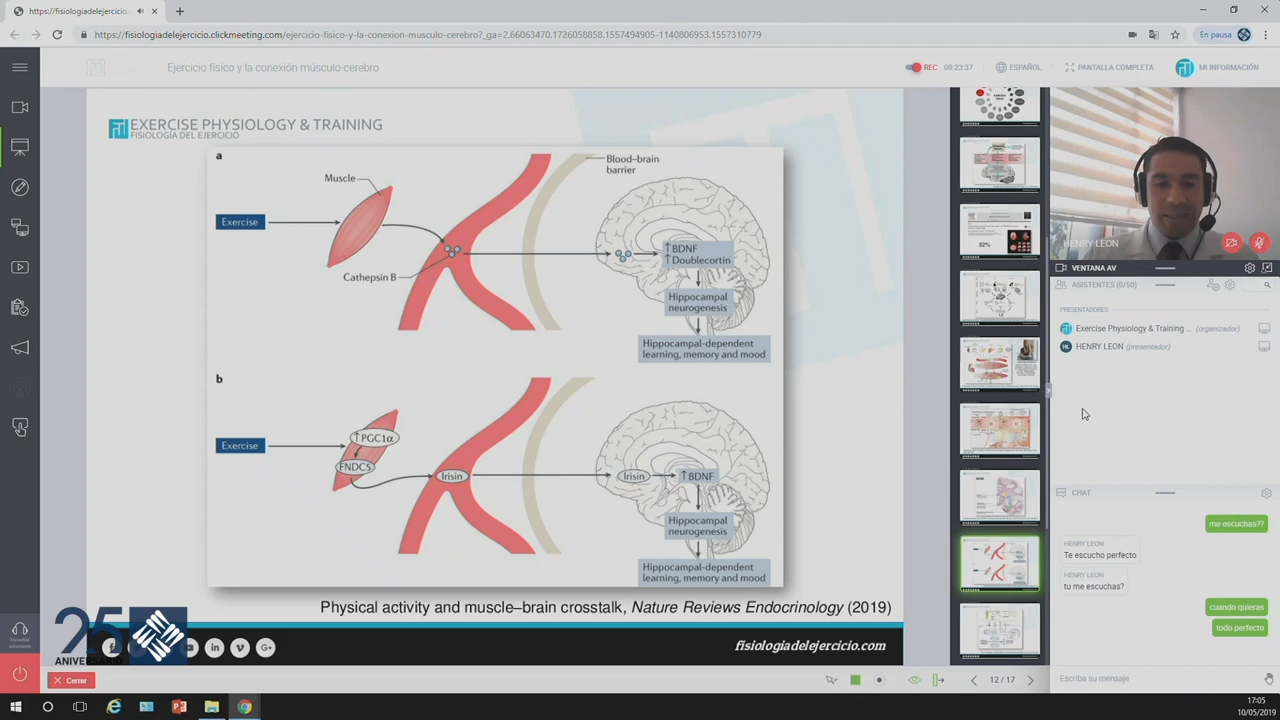 https://fisiologiadelejercicio
https://fisiologiadelejercicio.clickmeeting.com/ejercicio-fisico-y-la-conexion-musculo-cerebro?_ga=2.66063470.1726058858.1557494905-1140806953.1557310779
En pausa
Ejercicio físico y la conexión músculo-cerebro
REC 00:23:37
ESPAÑOL
PANTALLA COMPLETA
MI INFORMACIÓN
EXERCISE PHYSIOLOGY & TRAINING
FISIOLOGÍA DEL EJERCICIO
a
Muscle
Blood–brain
barrier
Exercise
Cathepsin B
↑ BDNF
↑ Doublecortin
Hippocampal
neurogenesis
Hippocampal-dependent
learning, memory and mood
b
Exercise
↑ PGC1α
FNDC5
Irisin
Irisin
↑ BDNF
Hippocampal
neurogenesis
Hippocampal-dependent
learning, memory and mood
Physical activity and muscle–brain crosstalk, Nature Reviews Endocrinology (2019)
25
ANIVERSARIO
fisiologiadelejercicio.com
52%
HENRY LEON
VENTANA AV
ASISTENTES (0/50)
PRESENTADORES
Exercise Physiology & Training ... (organizador)
HL HENRY LEON (presentador)
CHAT
me escuchas??
HENRY LEON
Te escucho perfecto
HENRY LEON
tu me escuchas?
cuando quieras
todo perfecto
Escriba su mensaje
Cerrar
12 / 17
17:05
10/05/2019